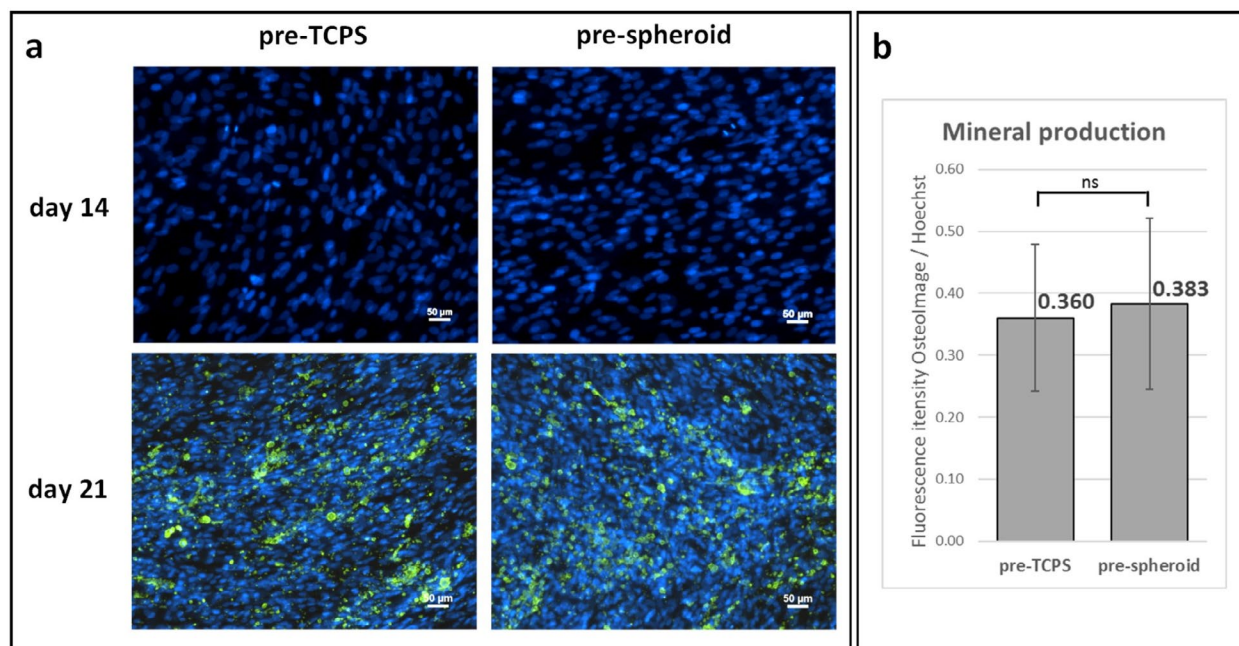 a
pre-TCPS
pre-spheroid
day 14
50 µm
50 µm
day 21
50 µm
50 µm
b
Mineral production
Fluorescence itensity OsteoImage / Hoechst
0.60
0.50
0.40
0.30
0.20
0.10
0.00
ns
0.360
0.383
pre-TCPS
pre-spheroid